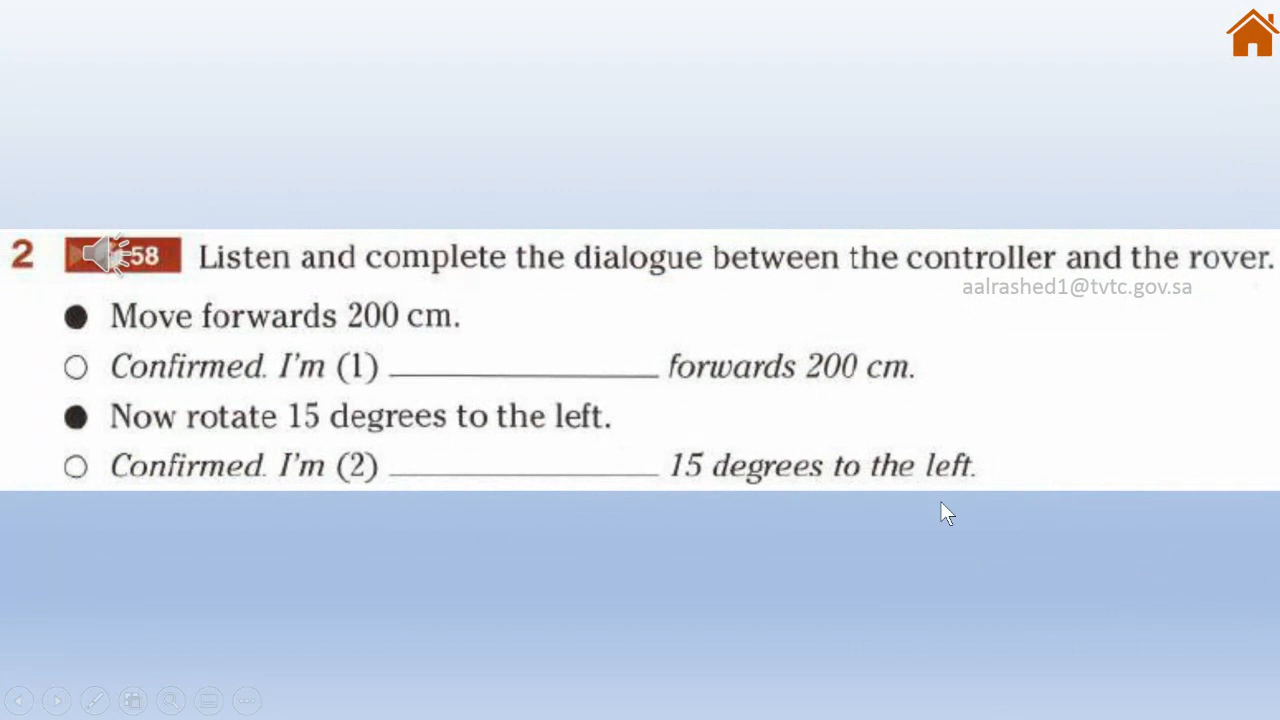 2 58 Listen and complete the dialogue between the controller and the rover.
aalrashed1@tvtc.gov.sa
● Move forwards 200 cm.
○ Confirmed. I'm (1) ____________ forwards 200 cm.
● Now rotate 15 degrees to the left.
○ Confirmed. I'm (2) ____________ 15 degrees to the left.